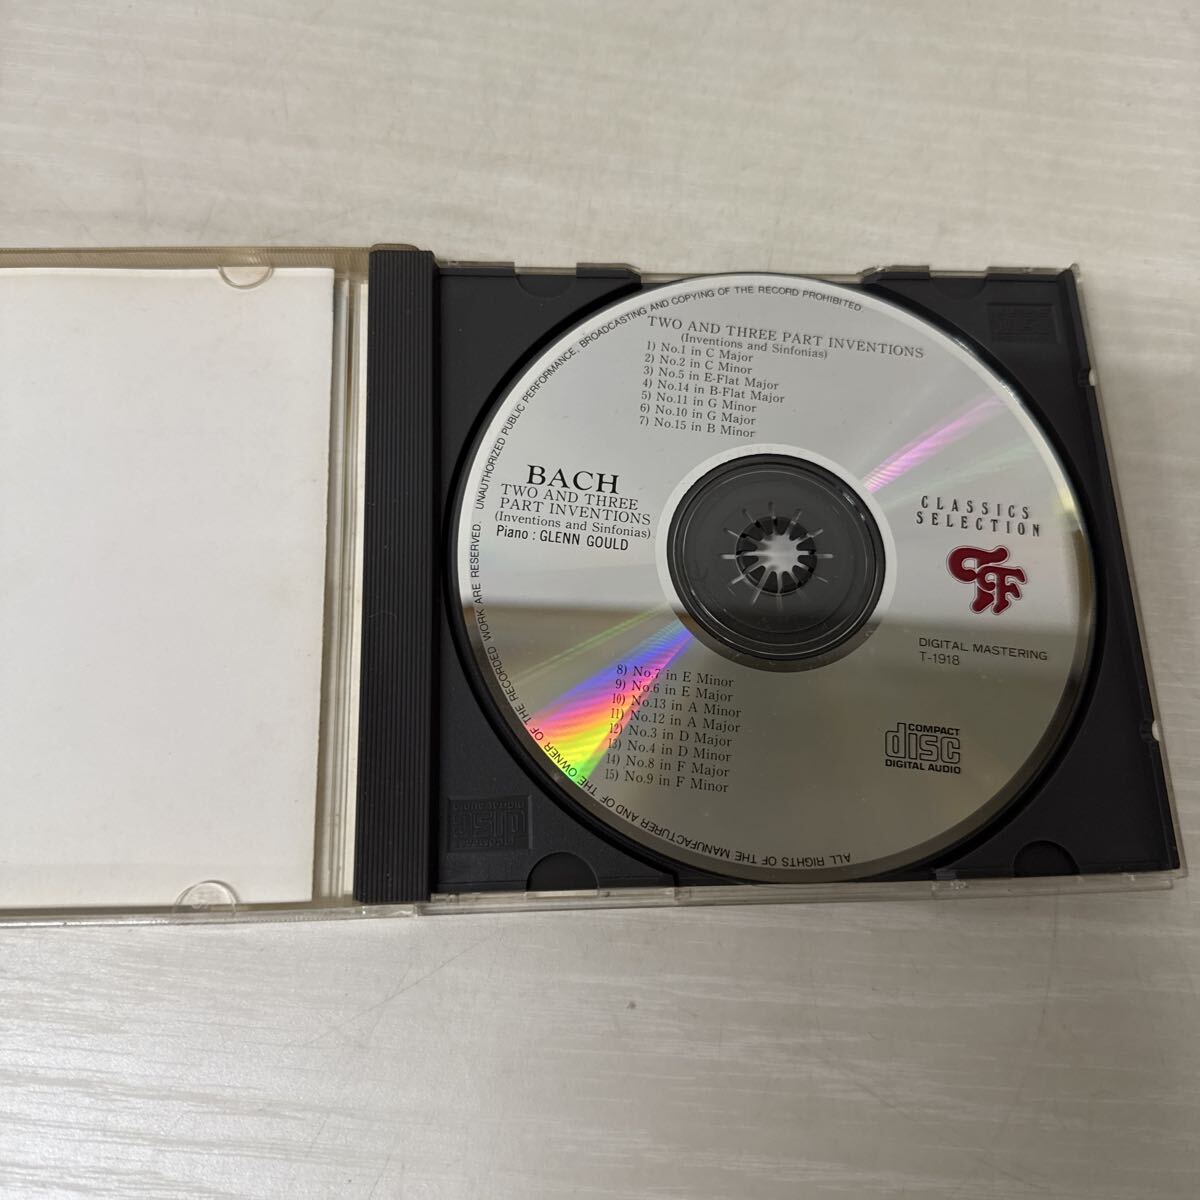 UNAUTHORIZED PUBLIC PERFORMANCE, BROADCASTING AND COPYING OF THE RECORD PROHIBITED.
TWO AND THREE PART INVENTIONS
(Inventions and Sinfonias)
1) No.1 in C Major
2) No.2 in C Minor
3) No.5 in E-Flat Major
4) No.14 in B-Flat Major
5) No.11 in G Minor
6) No.10 in G Major
7) No.15 in B Minor
BACH
TWO AND THREE
PART INVENTIONS
(Inventions and Sinfonias)
Piano : GLENN GOULD
CLASSICS
SELECTION
DIGITAL MASTERING
T-1918
8) No.7 in E Minor
9) No.6 in E Major
10) No.13 in A Minor
11) No.12 in A Major
12) No.3 in D Major
13) No.4 in D Minor
14) No.8 in F Major
15) No.9 in F Minor
COMPACT
disc
DIGITAL AUDIO
ALL RIGHTS OF THE MANUFACTURER AND OF THE OWNER OF THE RECORDED WORK ARE RESERVED.
COMPACT
disc
DIGITAL AUDIO